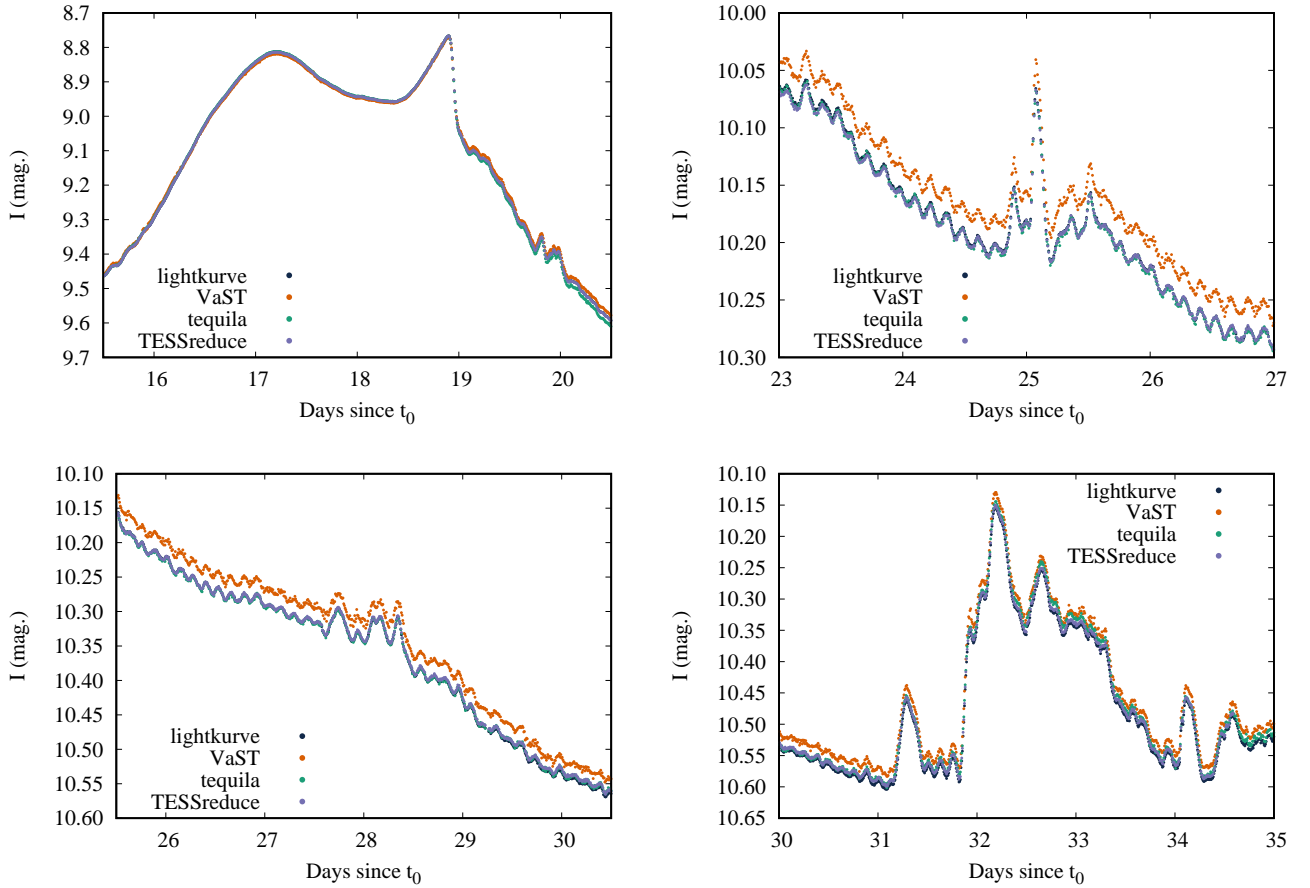 8.7
8.8
8.9
9.0
9.1
9.2
9.3
9.4
9.5
9.6
9.7
I (mag.)
lightkurve
VaST
tequila
TESSreduce
16 17 18 19 20
Days since t0
10.00
10.05
10.10
10.15
10.20
10.25
10.30
I (mag.)
lightkurve
VaST
tequila
TESSreduce
23 24 25 26 27
Days since t0
10.10
10.15
10.20
10.25
10.30
10.35
10.40
10.45
10.50
10.55
10.60
I (mag.)
lightkurve
VaST
tequila
TESSreduce
26 27 28 29 30
Days since t0
10.10
10.15
10.20
10.25
10.30
10.35
10.40
10.45
10.50
10.55
10.60
10.65
I (mag.)
lightkurve
VaST
tequila
TESSreduce
30 31 32 33 34 35
Days since t0